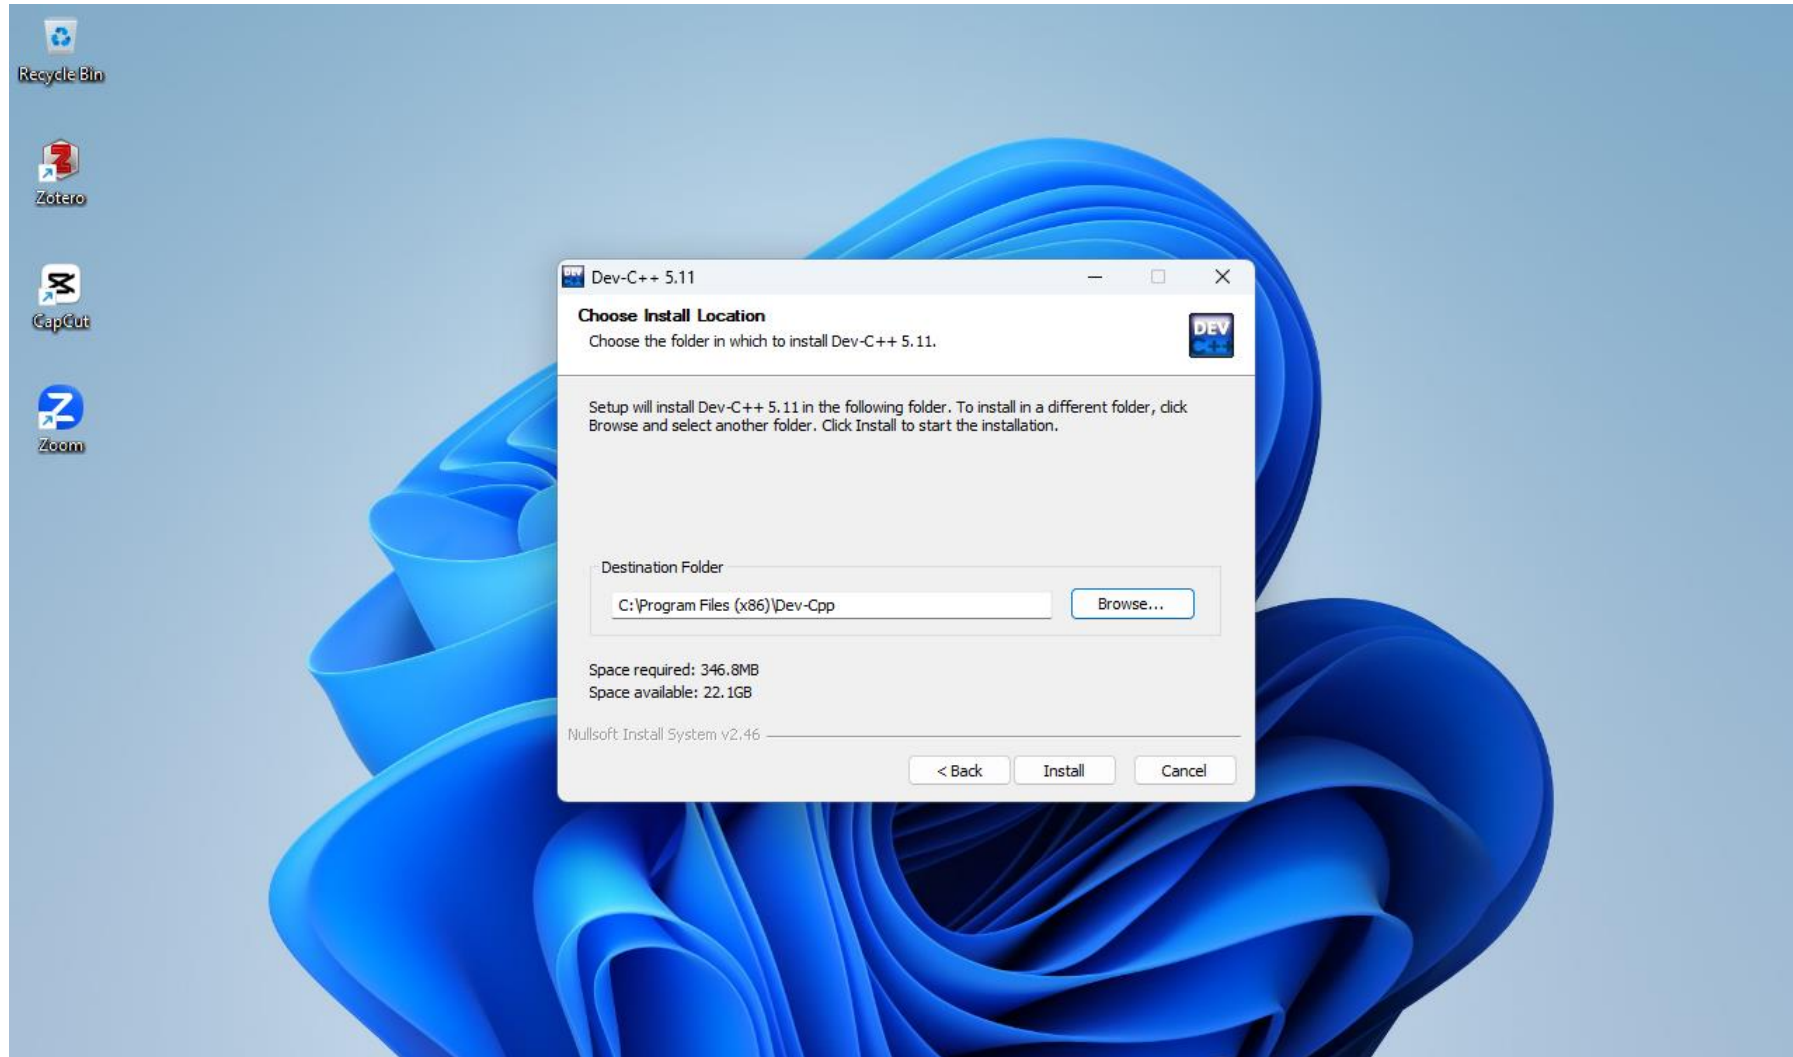 Recycle Bin
Zotero
CapCut
Zoom
Dev-C++ 5.11
Choose Install Location
Choose the folder in which to install Dev-C++ 5.11.
DEV
C++
Setup will install Dev-C++ 5.11 in the following folder. To install in a different folder, click
Browse and select another folder. Click Install to start the installation.
Destination Folder
C:\Program Files (x86)\Dev-Cpp
Browse...
Space required: 346.8MB
Space available: 22.1GB
Nullsoft Install System v2.46
< Back
Install
Cancel